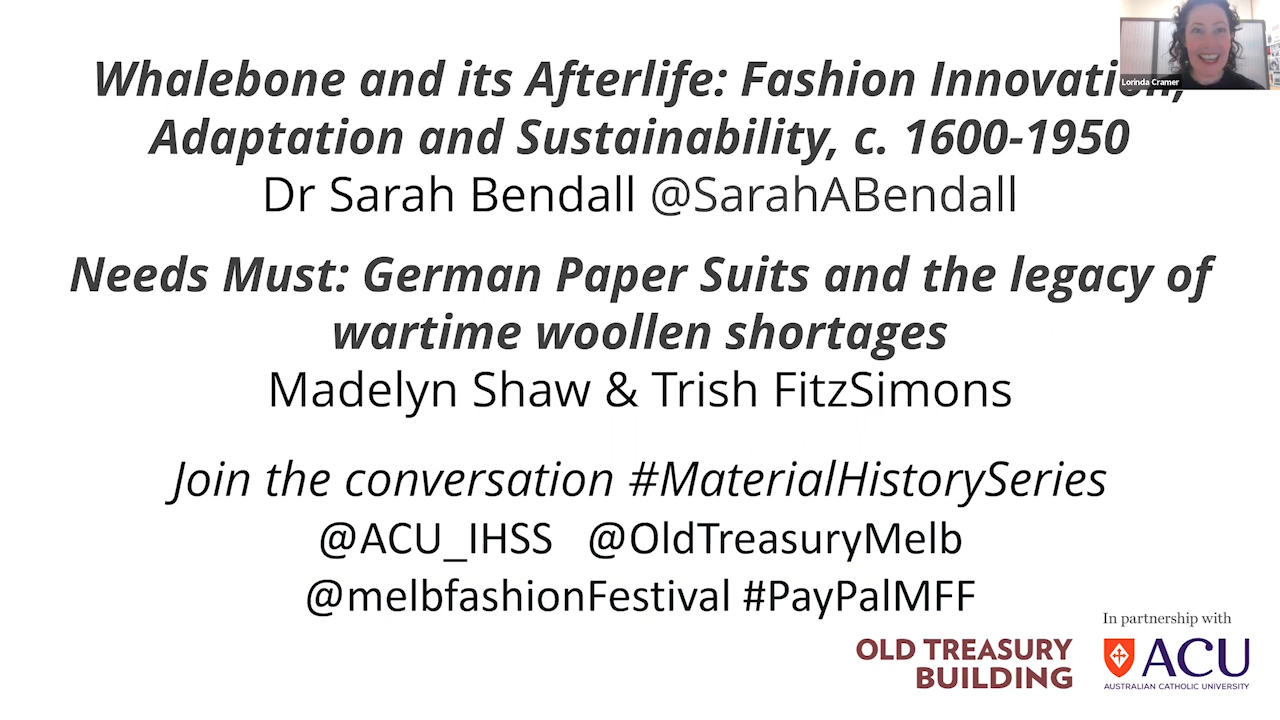 Whalebone and its Afterlife: Fashion Innovation,
Lorinda Cramer
Adaptation and Sustainability, c. 1600-1950
Dr Sarah Bendall @SarahABendall
Needs Must: German Paper Suits and the legacy of
wartime woollen shortages
Madelyn Shaw & Trish FitzSimons
Join the conversation #MaterialHistorySeries
@ACU_IHSS @OldTreasuryMelb
@melbfashionFestival #PayPalMFF
In partnership with
OLD TREASURY
BUILDING
ACU
AUSTRALIAN CATHOLIC UNIVERSITY